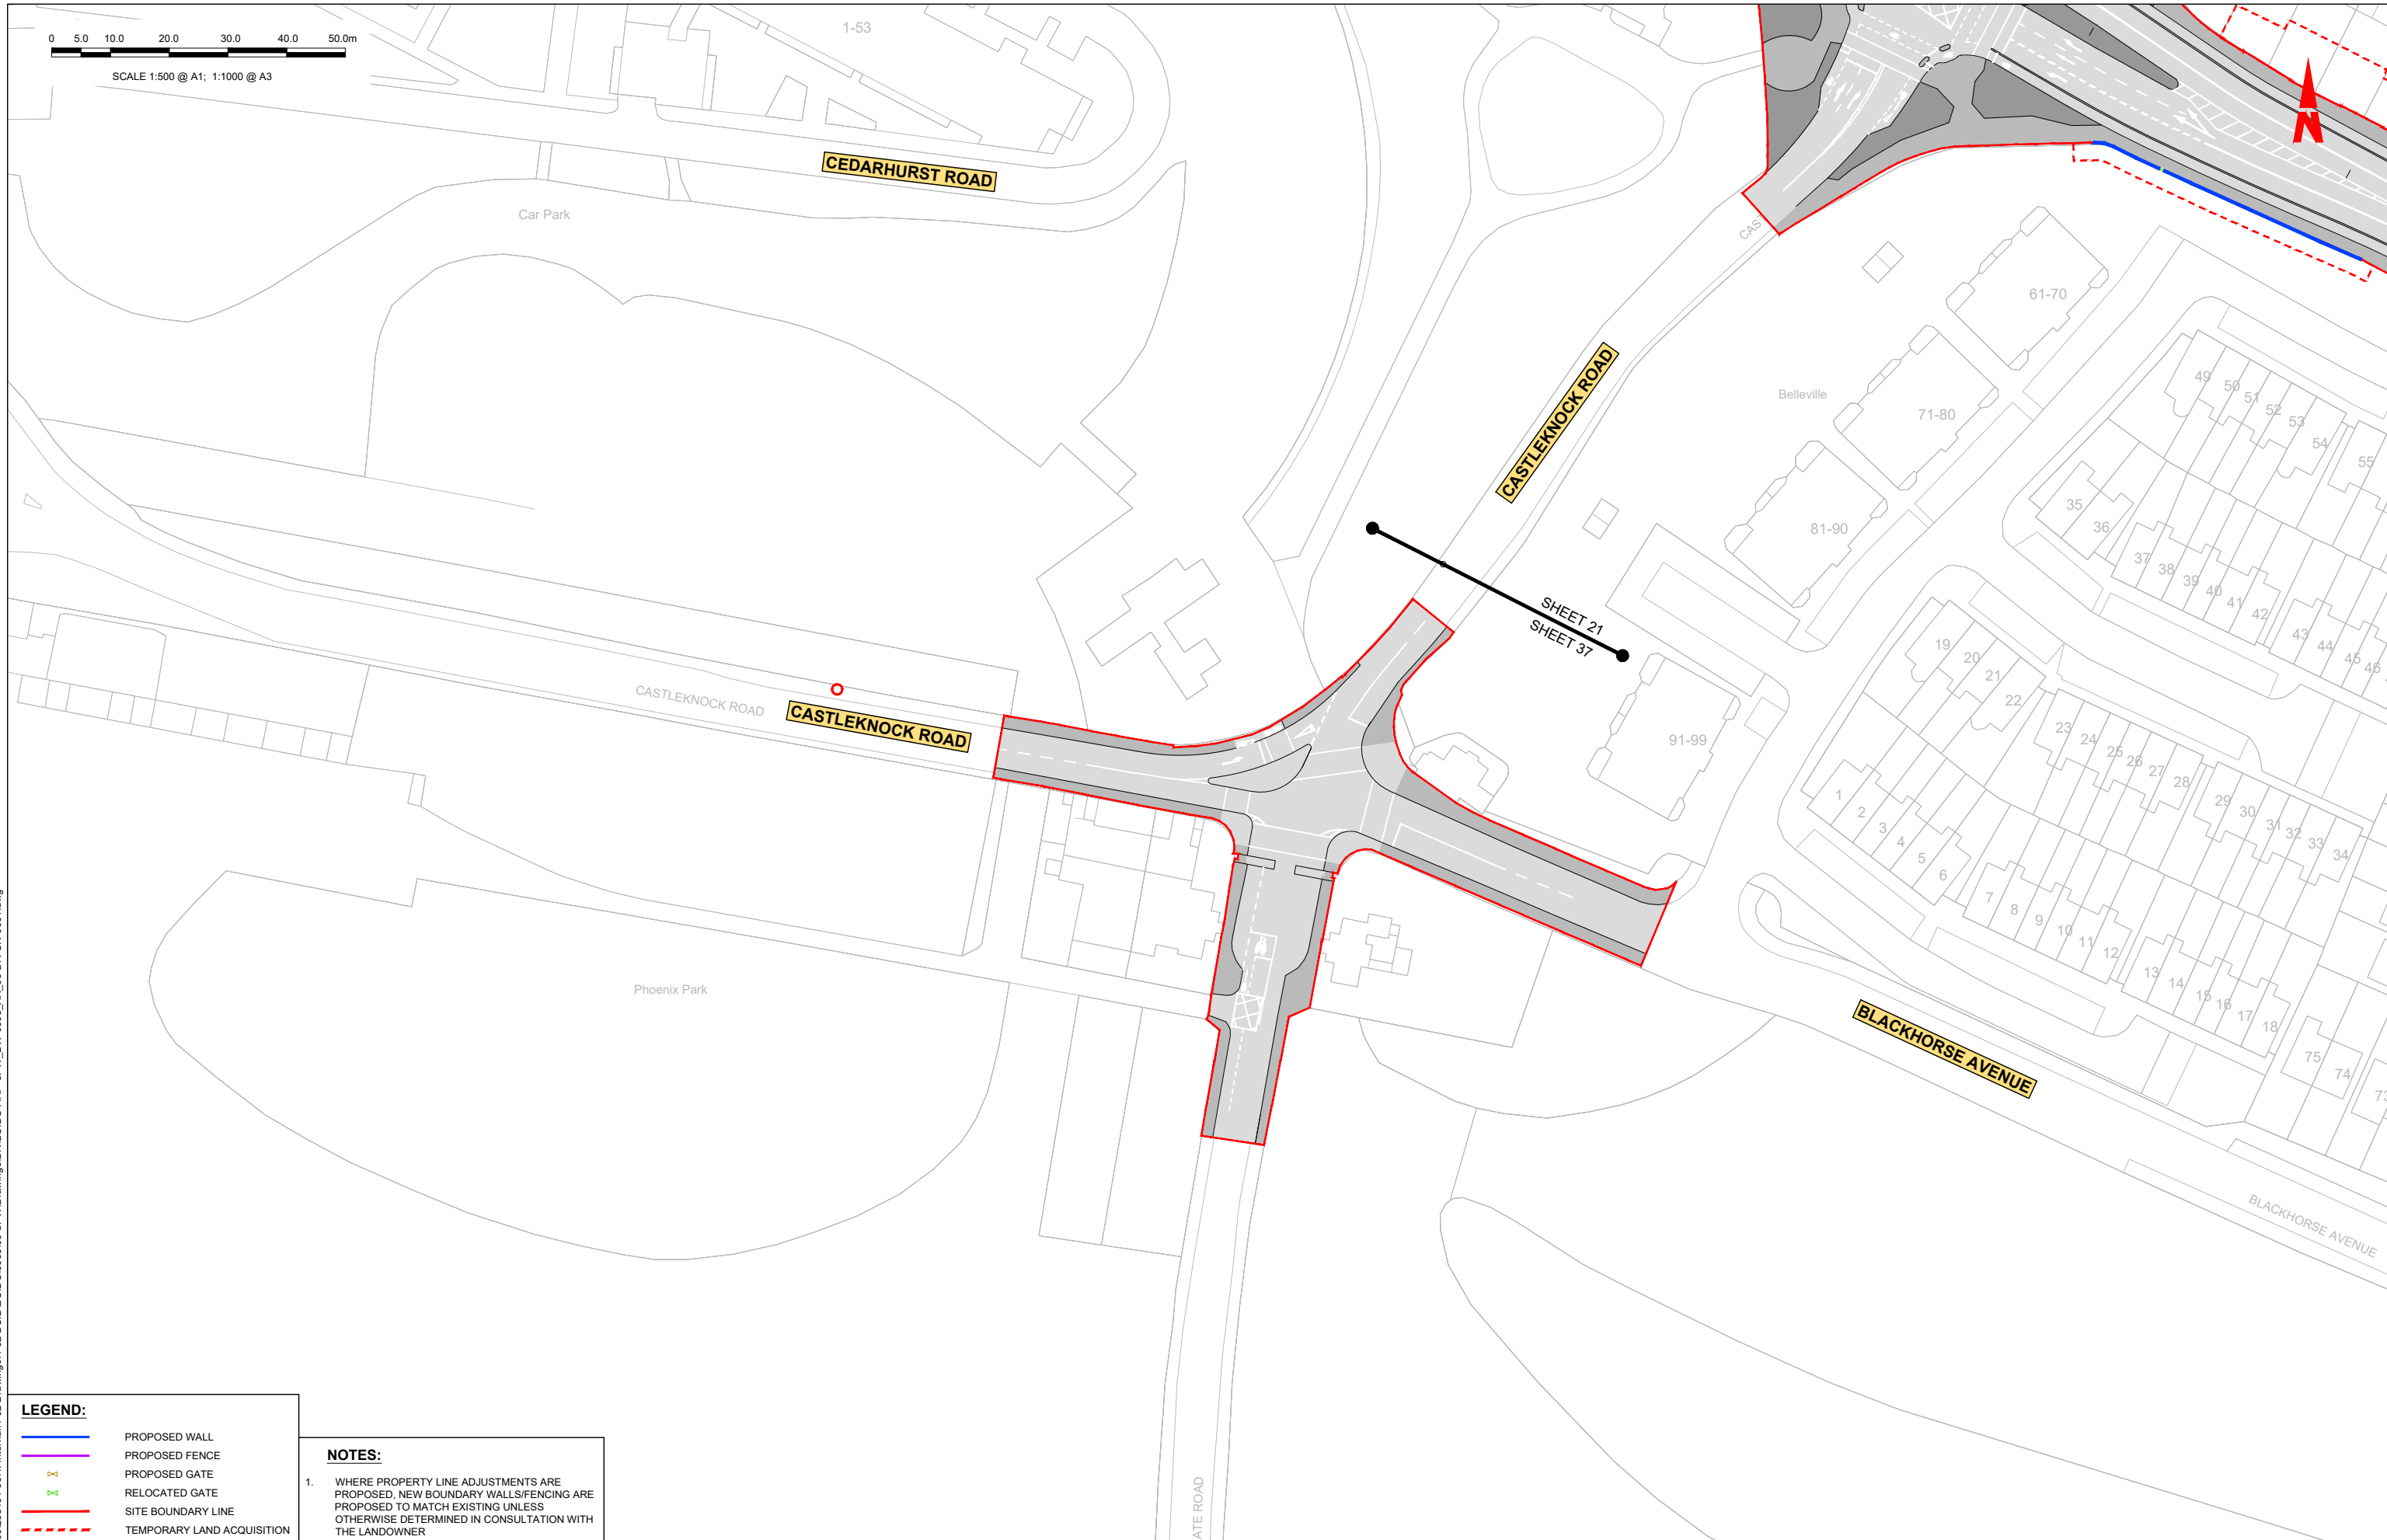 0 5.0 10.0 20.0 30.0 40.0 50.0m
SCALE 1:500 @ A1; 1:1000 @ A3
1-53
CEDARHURST ROAD
Car Park
N
CAS
61-70
CASTLEKNOCK ROAD
Belleville
71-80
81-90
49
50
51
52
53
54
55
35
36
37
38
39
40
41
42
43
44
45
46
SHEET 21
SHEET 37
CASTLEKNOCK ROAD
CASTLEKNOCK ROAD
91-99
19
20
21
22
23
24
25
26
27
28
29
30
31
32
33
34
1
2
3
4
5
6
7
8
9
10
11
12
13
14
15
16
17
18
75
74
73
Phoenix Park
BLACKHORSE AVENUE
BLACKHORSE AVENUE
ATE ROAD
LEGEND:
PROPOSED WALL
PROPOSED FENCE
PROPOSED GATE
RELOCATED GATE
SITE BOUNDARY LINE
TEMPORARY LAND ACQUISITION
NOTES:
1. WHERE PROPERTY LINE ADJUSTMENTS ARE
PROPOSED, NEW BOUNDARY WALLS/FENCING ARE
PROPOSED TO MATCH EXISTING UNLESS
OTHERWISE DETERMINED IN CONSULTATION WITH
THE LANDOWNER